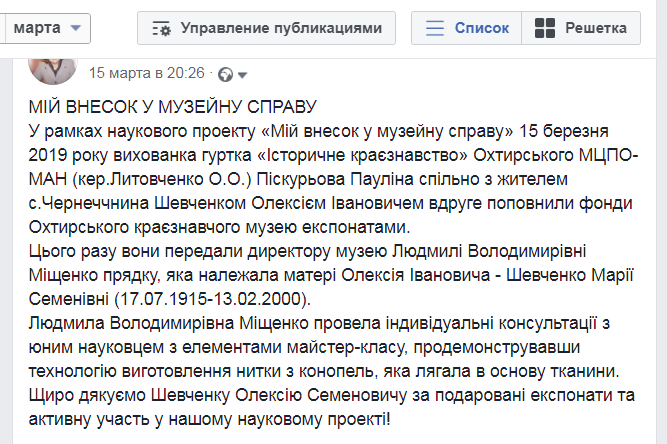 марта
Управление публикациями
Список
Решетка
15 марта в 20:26 ·
МІЙ ВНЕСОК У МУЗЕЙНУ СПРАВУ
У рамках наукового проекту «Мій внесок у музейну справу» 15 березня
2019 року вихованка гуртка «Історичне краєзнавство» Охтирського МЦПО-
МАН (кер.Литовченко О.О.) Піскурьова Пауліна спільно з жителем
с.Чернеччнина Шевченком Олексієм Івановичем вдруге поповнили фонди
Охтирського краєзнавчого музею експонатами.
Цього разу вони передали директору музею Людмилі Володимирівні
Міщенко прядку, яка належала матері Олексія Івановича - Шевченко Марії
Семенівні (17.07.1915-13.02.2000).
Людмила Володимирівна Міщенко провела індивідуальні консультації з
юним науковцем з елементами майстер-класу, продемонструвавши
технологію виготовлення нитки з конопель, яка лягала в основу тканини.
Щиро дякуємо Шевченку Олексію Семеновичу за подаровані експонати та
активну участь у нашому науковому проекті!